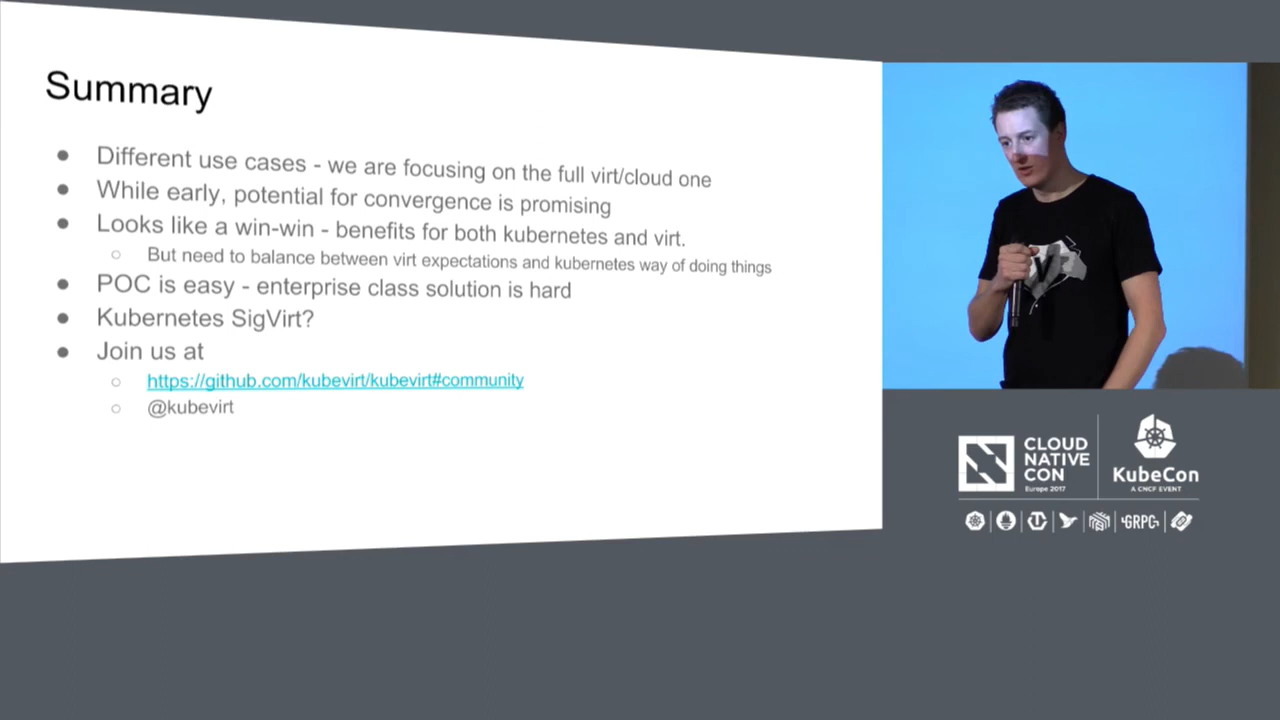 Summary
● Different use cases - we are focusing on the full virt/cloud one
● While early, potential for convergence is promising
● Looks like a win-win - benefits for both kubernetes and virt.
○ But need to balance between virt expectations and kubernetes way of doing things
● POC is easy - enterprise class solution is hard
● Kubernetes SigVirt?
● Join us at
○ https://github.com/kubevirt/kubevirt#community
○ @kubevirt
V
CLOUD
NATIVE
CON
Europe 2017
KubeCon
A CNCF EVENT
GRPC